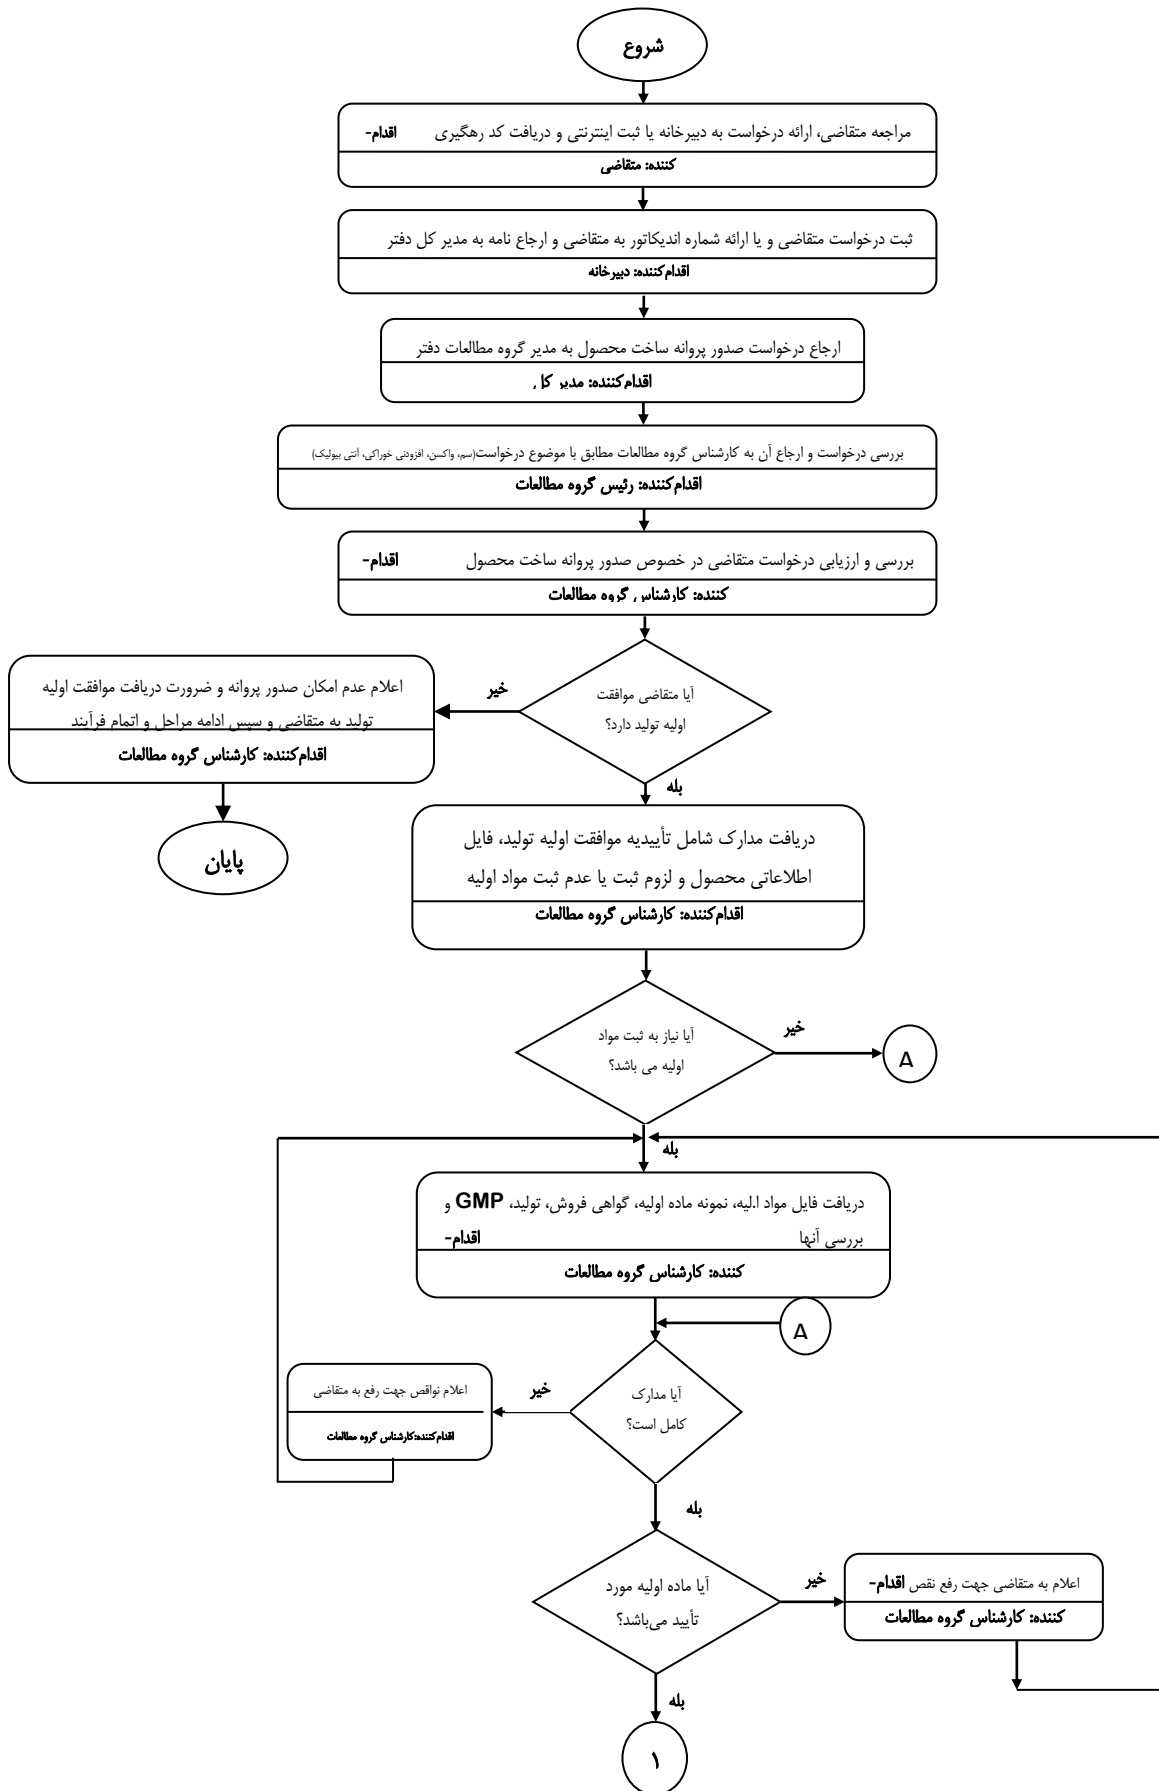 شروع
مراجعه متقاضی، ارائه درخواست به دبیرخانه یا ثبت اینترنتی و دریافت کد رهگیری اقدام-
کننده: متقاضی
ثبت درخواست متقاضی و یا ارائه شماره اندیکاتور به متقاضی و ارجاع نامه به مدیر کل دفتر
اقدام‌کننده: دبیرخانه
ارجاع درخواست صدور پروانه ساخت محصول به مدیر گروه مطالعات دفتر
اقدام‌کننده: مدیر کل
بررسی درخواست و ارجاع آن به کارشناس گروه مطالعات مطابق با موضوع درخواست(سم، واکسن، افزودنی خوراکی، آنتی بیولیک)
اقدام‌کننده: رئیس گروه مطالعات
بررسی و ارزیابی درخواست متقاضی در خصوص صدور پروانه ساخت محصول اقدام-
کننده: کارشناس گروه مطالعات
آیا متقاضی موافقت
اولیه تولید دارد؟
خیر
اعلام عدم امکان صدور پروانه و ضرورت دریافت موافقت اولیه
تولید به متقاضی و سپس ادامه مراحل و اتمام فرآیند
اقدام‌کننده: کارشناس گروه مطالعات
پایان
بله
دریافت مدارک شامل تأییدیه موافقت اولیه تولید، فایل
اطلاعاتی محصول و لزوم ثبت یا عدم ثبت مواد اولیه
اقدام‌کننده: کارشناس گروه مطالعات
آیا نیاز به ثبت مواد
اولیه می باشد؟
خیر
A
بله
دریافت فایل مواد ا.لیه، نمونه ماده اولیه، گواهی فروش، تولید، GMP و
بررسی آنها اقدام-
کننده: کارشناس گروه مطالعات
A
آیا مدارک
کامل است؟
خیر
اعلام نواقص جهت رفع به متقاضی
اقدام‌کننده:کارشناس گروه مطالعات
بله
آیا ماده اولیه مورد
تأیید می‌باشد؟
خیر
اعلام به متقاضی جهت رفع نقص اقدام-
کننده: کارشناس گروه مطالعات
بله
۱